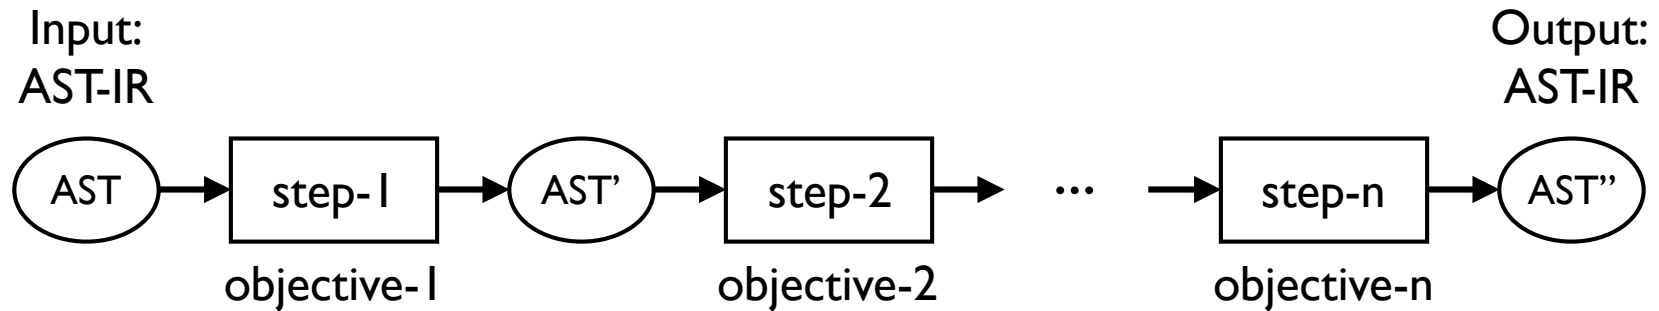 Input:
AST-IR
Output:
AST-IR
AST
step-1
AST’
step-2
...
step-n
AST’’
objective-1
objective-2
objective-n